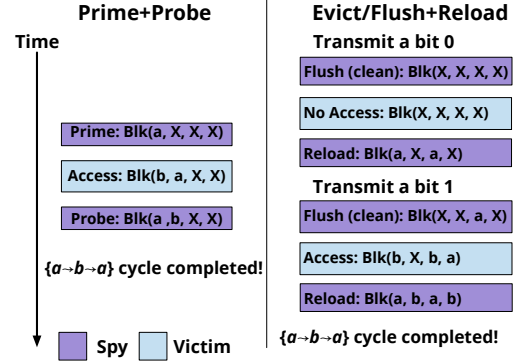 Prime+Probe
Time
Prime: Blk(a, X, X, X)
Access: Blk(b, a, X, X)
Probe: Blk(a ,b, X, X)
{a→b→a} cycle completed!
Spy
Victim
Evict/Flush+Reload
Transmit a bit 0
Flush (clean): Blk(X, X, X, X)
No Access: Blk(X, X, X, X)
Reload: Blk(a, X, a, X)
Transmit a bit 1
Flush (clean): Blk(X, X, a, X)
Access: Blk(b, X, b, a)
Reload: Blk(a, b, a, b)
{a→b→a} cycle completed!